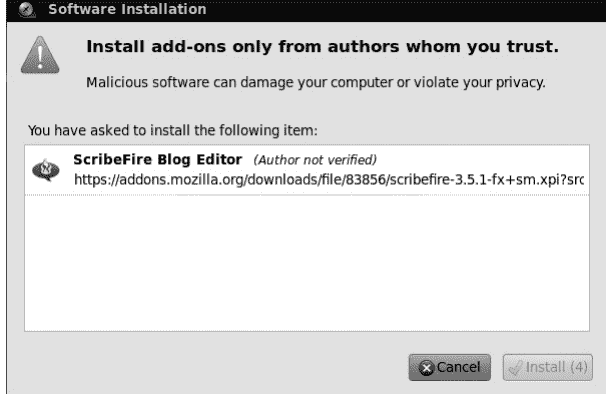 Software Installation
Install add-ons only from authors whom you trust.
Malicious software can damage your computer or violate your privacy.
You have asked to install the following item:
ScribeFire Blog Editor (Author not verified)
https://addons.mozilla.org/downloads/file/83856/scribefire-3.5.1-fx+sm.xpi?src
Cancel Install (4)